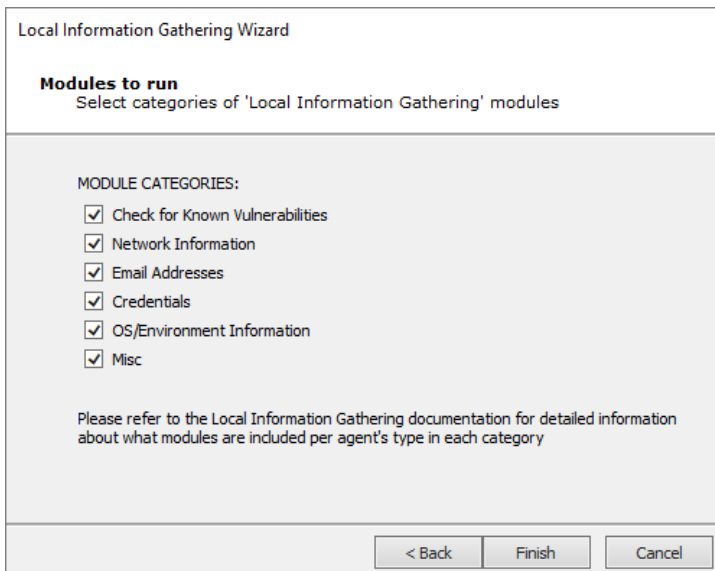 Local Information Gathering Wizard
Modules to run
Select categories of 'Local Information Gathering' modules
MODULE CATEGORIES:
Check for Known Vulnerabilities
Network Information
Email Addresses
Credentials
OS/Environment Information
Misc
Please refer to the Local Information Gathering documentation for detailed information
about what modules are included per agent's type in each category
< Back Finish Cancel